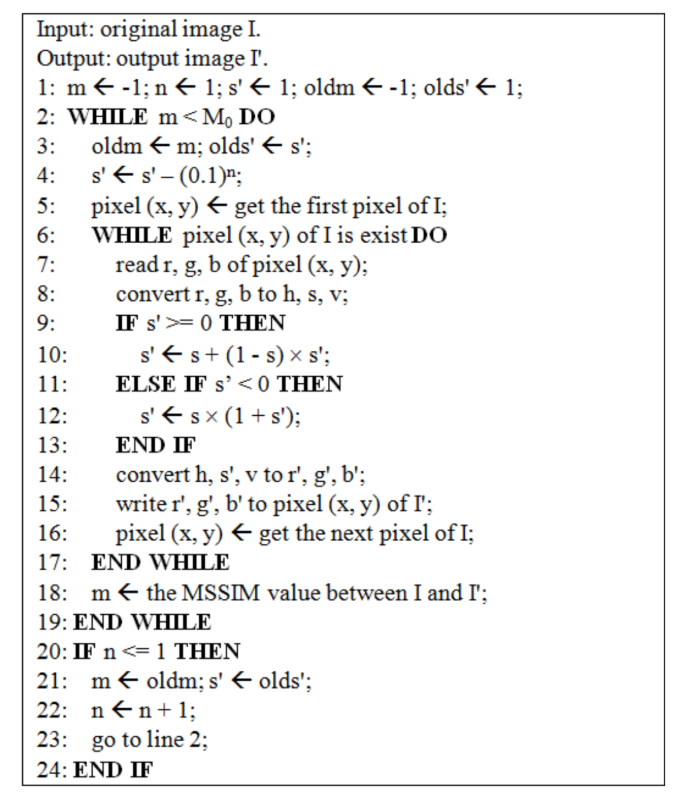 Input: original image I.
Output: output image I'.
1: m ← -1; n ← 1; s' ← 1; oldm ← -1; olds' ← 1;
2: WHILE m < M₀ DO
3: oldm ← m; olds' ← s';
4: s' ← s' – (0.1)ⁿ;
5: pixel (x, y) ← get the first pixel of I;
6: WHILE pixel (x, y) of I is exist DO
7: read r, g, b of pixel (x, y);
8: convert r, g, b to h, s, v;
9: IF s' >= 0 THEN
10: s' ← s + (1 - s) × s';
11: ELSE IF s’ < 0 THEN
12: s' ← s × (1 + s');
13: END IF
14: convert h, s', v to r', g', b';
15: write r', g', b' to pixel (x, y) of I';
16: pixel (x, y) ← get the next pixel of I;
17: END WHILE
18: m ← the MSSIM value between I and I';
19: END WHILE
20: IF n <= 1 THEN
21: m ← oldm; s' ← olds';
22: n ← n + 1;
23: go to line 2;
24: END IF